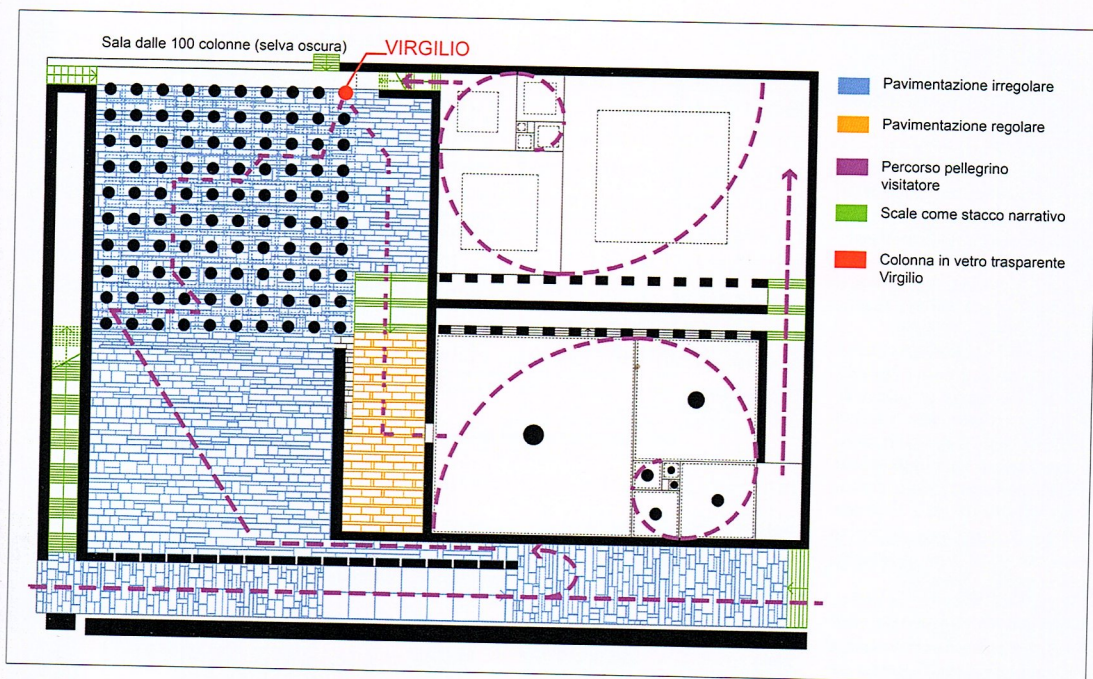 Sala dalle 100 colonne (selva oscura)
VIRGILIO
Pavimentazione irregolare
Pavimentazione regolare
Percorso pellegrino
visitatore
Scale come stacco narrativo
Colonna in vetro trasparente
Virgilio